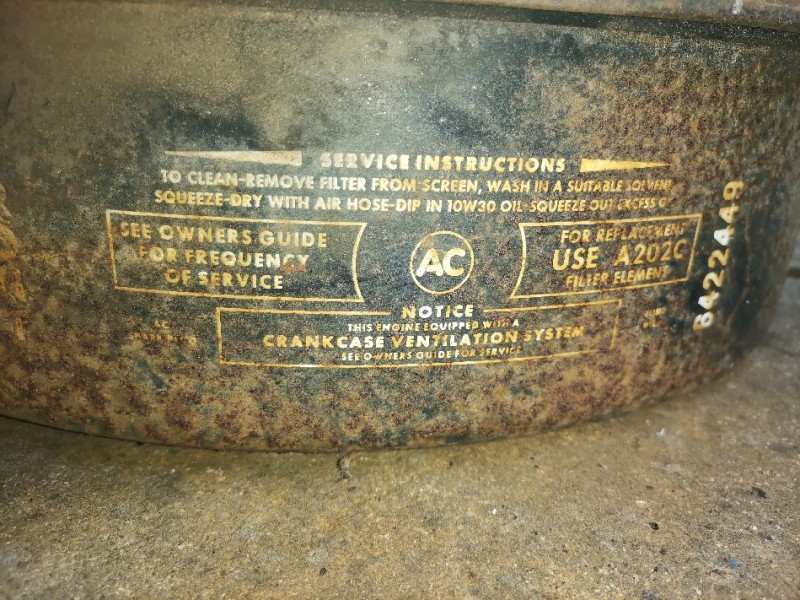 SERVICE INSTRUCTIONS
TO CLEAN-REMOVE FILTER FROM SCREEN, WASH IN A SUITABLE SOLVENT
SQUEEZE-DRY WITH AIR HOSE-DIP IN 10W30 OIL-SQUEEZE OUT EXCESS
SEE OWNERS GUIDE
FOR FREQUENCY
OF SERVICE
AC
FOR REPLACEMENT
USE A202C
FILTER ELEMENT
NOTICE
THIS ENGINE EQUIPPED WITH A
CRANKCASE VENTILATION SYSTEM
SEE OWNERS GUIDE FOR SERVICE
6422449